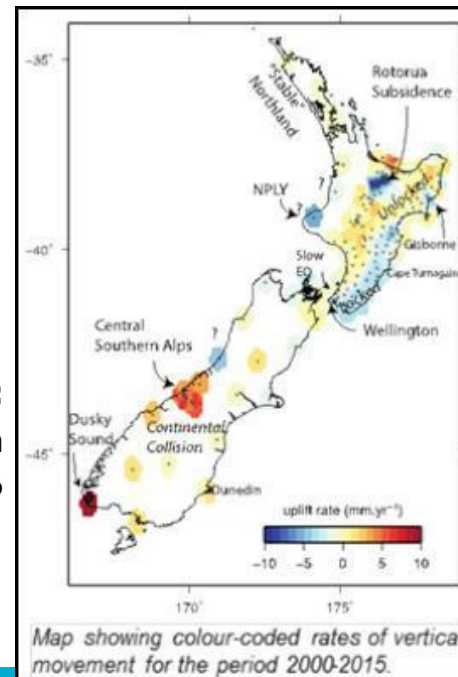 -35°
"Stable"
Northland
Rotorua
Subsidence
?
NPLY
?
Unlocked
Gisborne
-40°
Slow
EQ
Cape Turnagain
Locked
Wellington
?
Central
Southern Alps
Continental
Collision
Dusky
Sound
-45°
Dunedin
uplift rate (mm.yr⁻¹)
-10 -5 0 5 10
170° 175°
Map showing colour-coded rates of vertica
movement for the period 2000-2015.